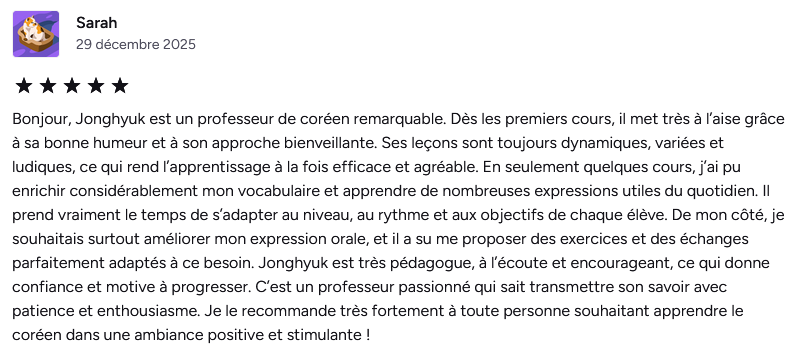 Sarah
29 décembre 2025
Bonjour, Jonghyuk est un professeur de coréen remarquable. Dès les premiers cours, il met très à l’aise grâce
à sa bonne humeur et à son approche bienveillante. Ses leçons sont toujours dynamiques, variées et
ludiques, ce qui rend l’apprentissage à la fois efficace et agréable. En seulement quelques cours, j’ai pu
enrichir considérablement mon vocabulaire et apprendre de nombreuses expressions utiles du quotidien. Il
prend vraiment le temps de s’adapter au niveau, au rythme et aux objectifs de chaque élève. De mon côté, je
souhaitais surtout améliorer mon expression orale, et il a su me proposer des exercices et des échanges
parfaitement adaptés à ce besoin. Jonghyuk est très pédagogue, à l’écoute et encourageant, ce qui donne
confiance et motive à progresser. C’est un professeur passionné qui sait transmettre son savoir avec
patience et enthousiasme. Je le recommande très fortement à toute personne souhaitant apprendre le
coréen dans une ambiance positive et stimulante !